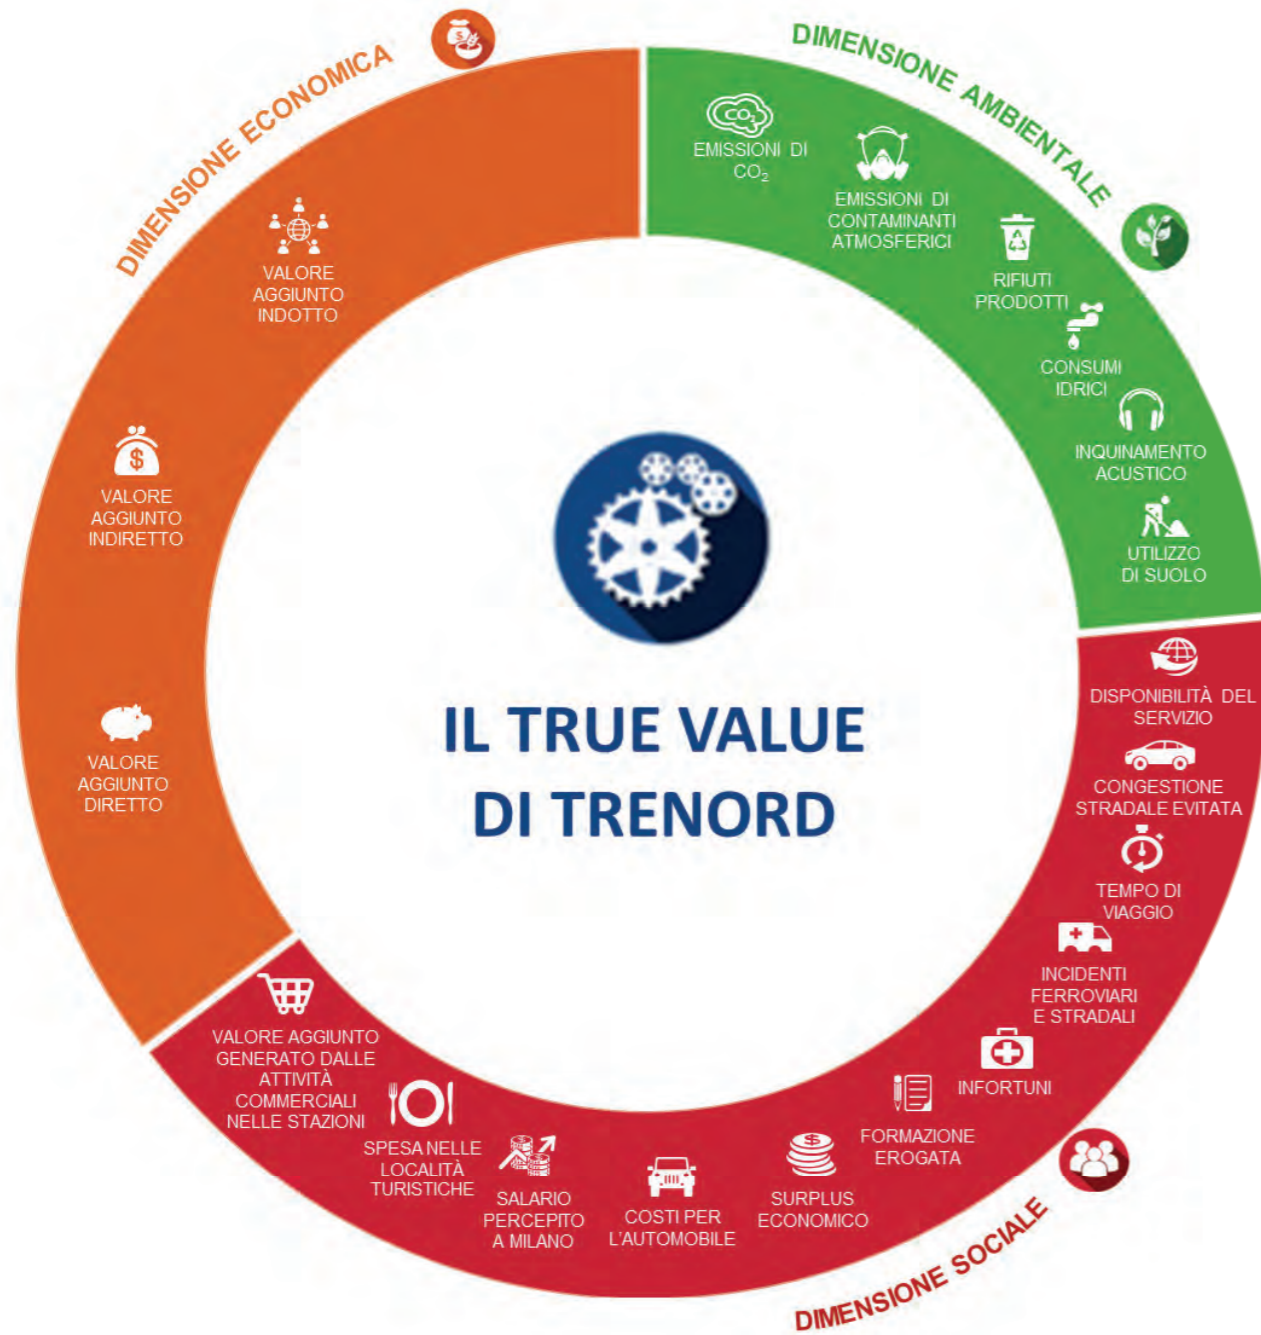 DIMENSIONE ECONOMICA
VALORE
AGGIUNTO
INDOTTO
VALORE
AGGIUNTO
INDIRETTO
VALORE
AGGIUNTO
DIRETTO
DIMENSIONE AMBIENTALE
CO₂
EMISSIONI DI
CO₂
EMISSIONI DI
CONTAMINANTI
ATMOSFERICI
RIFIUTI
PRODOTTI
CONSUMI
IDRICI
INQUINAMENTO
ACUSTICO
UTILIZZO
DI SUOLO
IL TRUE VALUE
DI TRENORD
DISPONIBILITÀ DEL
SERVIZIO
CONGESTIONE
STRADALE EVITATA
TEMPO DI
VIAGGIO
INCIDENTI
FERROVIARI
E STRADALI
INFORTUNI
FORMAZIONE
EROGATA
SURPLUS
ECONOMICO
COSTI PER
L'AUTOMOBILE
SALARIO
PERCEPITO
A MILANO
SPESA NELLE
LOCALITÀ
TURISTICHE
VALORE AGGIUNTO
GENERATO DALLE
ATTIVITÀ
COMMERCIALI
NELLE STAZIONI
DIMENSIONE SOCIALE